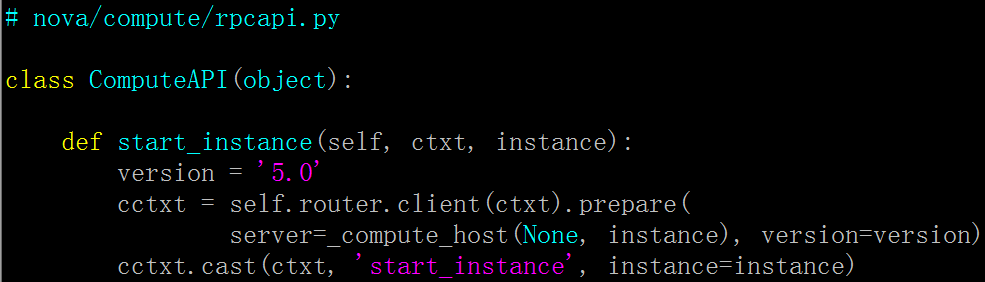 # nova/compute/rpcapi.py
class ComputeAPI(object):
    def start_instance(self, ctxt, instance):
        version = '5.0'
        cctxt = self.router.client(ctxt).prepare(
                server=_compute_host(None, instance), version=version)
        cctxt.cast(ctxt, 'start_instance', instance=instance)